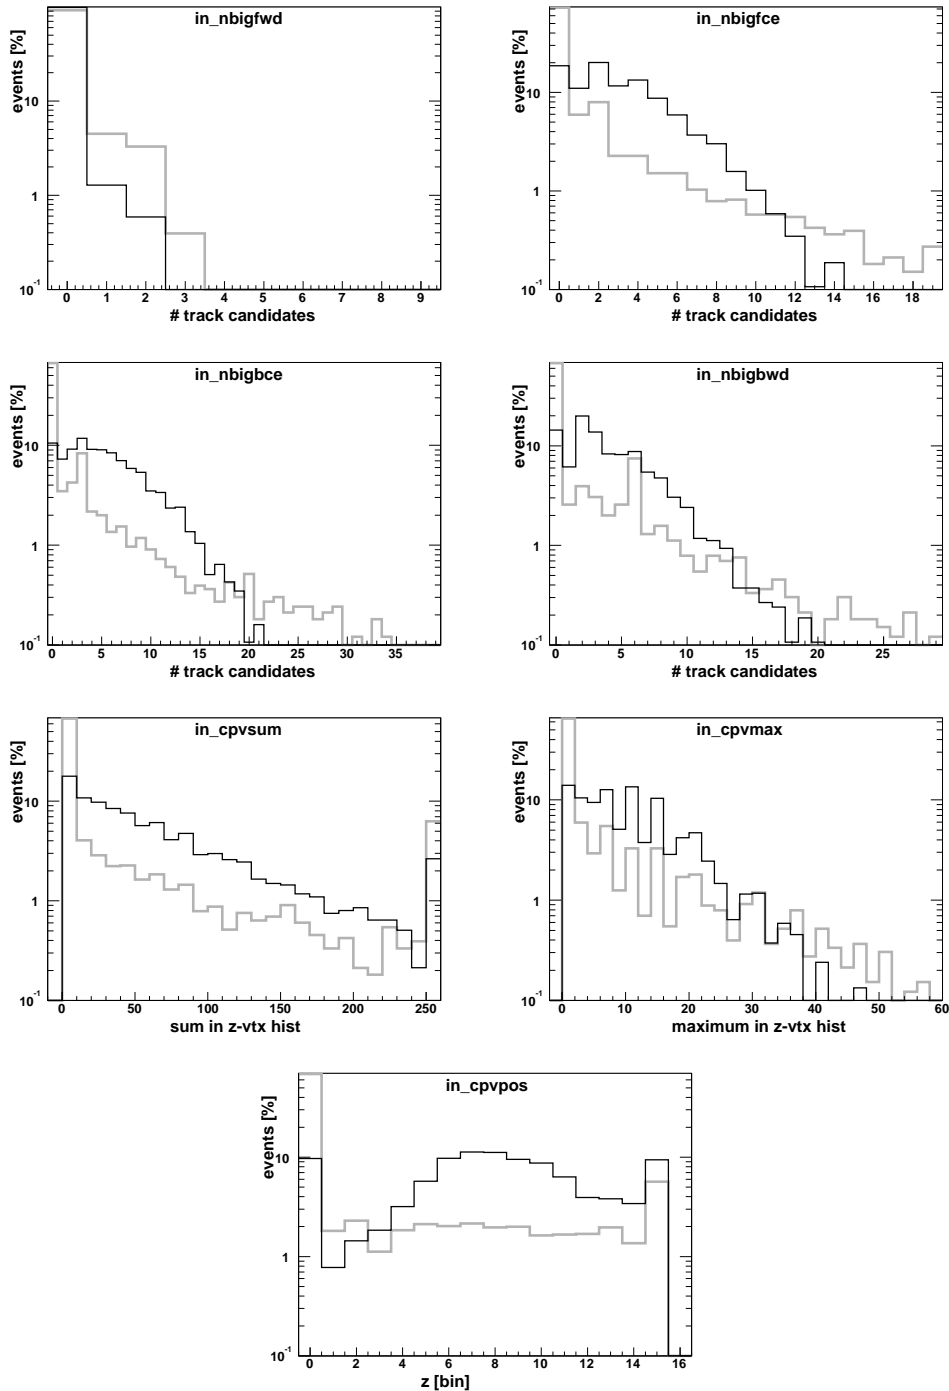 in_nbigfwd
events [%]
10
1
10-1
0 1 2 3 4 5 6 7 8 9
# track candidates
in_nbigfce
events [%]
10
1
10-1
0 2 4 6 8 10 12 14 16 18
# track candidates
in_nbigbce
events [%]
10
1
10-1
0 5 10 15 20 25 30 35
# track candidates
in_nbigbwd
events [%]
10
1
10-1
0 5 10 15 20 25
# track candidates
in_cpvsum
events [%]
10
1
10-1
0 50 100 150 200 250
sum in z-vtx hist
in_cpvmax
events [%]
10
1
10-1
0 10 20 30 40 50 60
maximum in z-vtx hist
in_cpvpos
events [%]
10
1
10-1
0 2 4 6 8 10 12 14 16
z [bin]